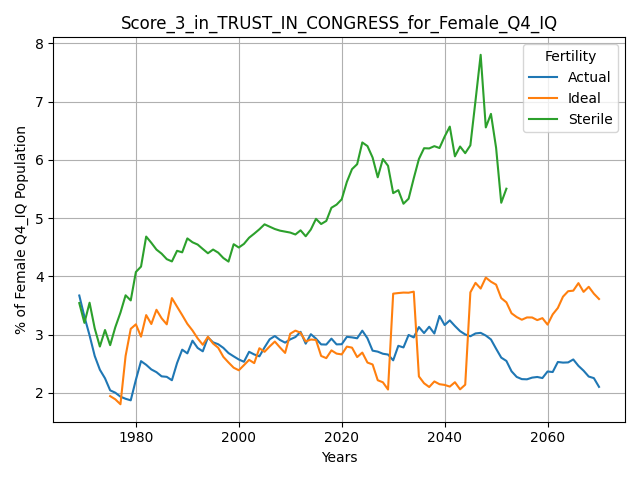 Score_3_in_TRUST_IN_CONGRESS_for_Female_Q4_IQ
Fertility
Actual
Ideal
Sterile
% of Female Q4_IQ Population
8
7
6
5
4
3
2
1980
2000
2020
2040
2060
Years